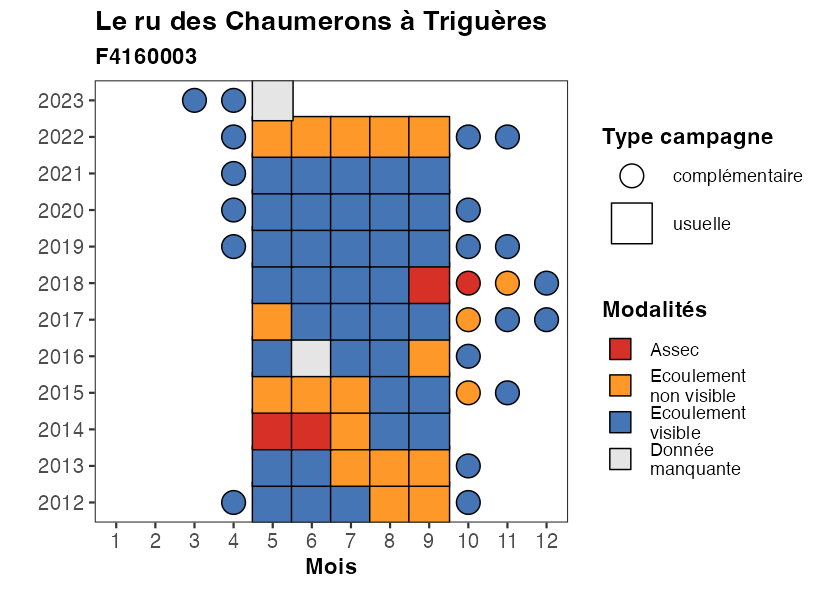 Le ru des Chaumerons à Triguères
F4160003
2023
2022
2021
2020
2019
2018
2017
2016
2015
2014
2013
2012
1 2 3 4 5 6 7 8 9 10 11 12
Mois
Type campagne
complémentaire
usuelle
Modalités
Assec
Ecoulement
non visible
Ecoulement
visible
Donnée
manquante